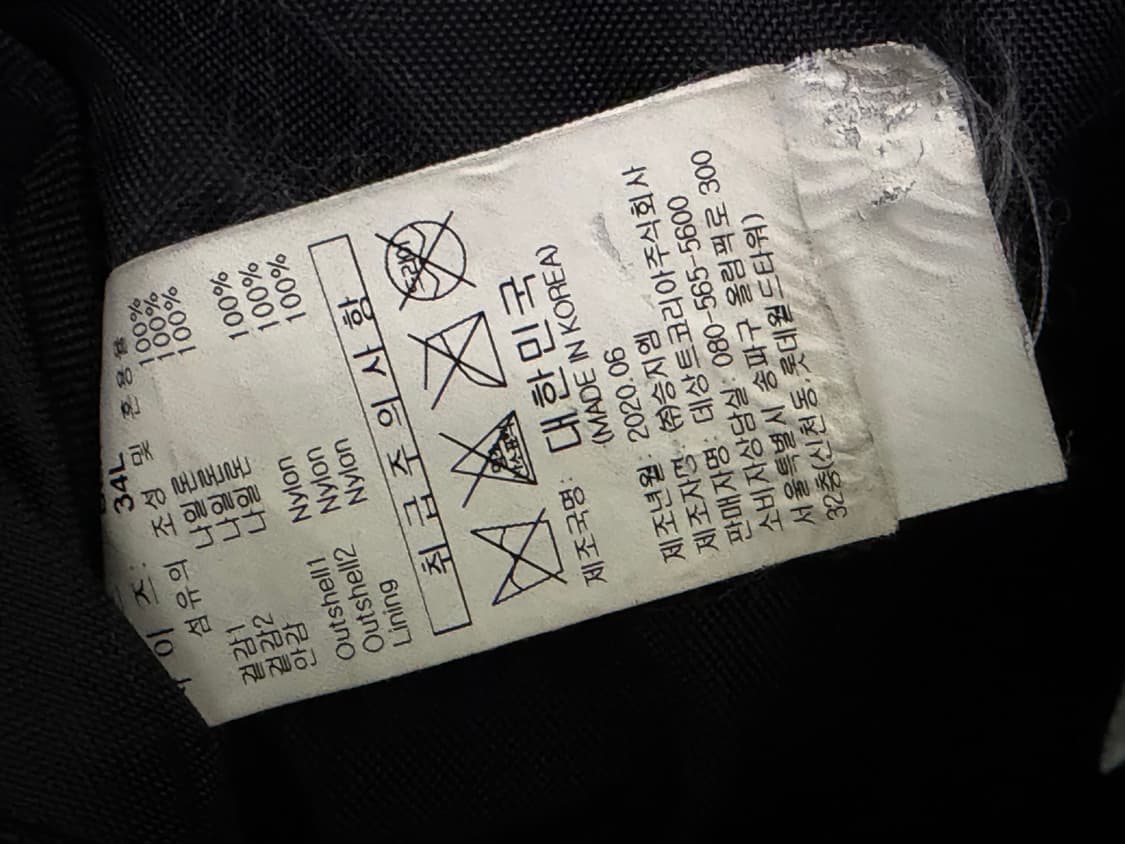 이 즈: 34L
섬유의 조성 및 혼용율
겉감1 나일론 100%
겉감2 나일론 100%
안감 나일론 100%
Outshell1 Nylon 100%
Outshell2 Nylon 100%
Lining Nylon 100%
취 급 주 의 사 항
드라이
제조국명: 대한민국
(MADE IN KOREA)
제조년월: 2020.06
제조자명: (주)승지엠
판매자명: 데상트코리아주식회사
소비자상담실: 080-565-5600
서울특별시 송파구 올림픽로 300
32층(신천동,롯데월드타워)